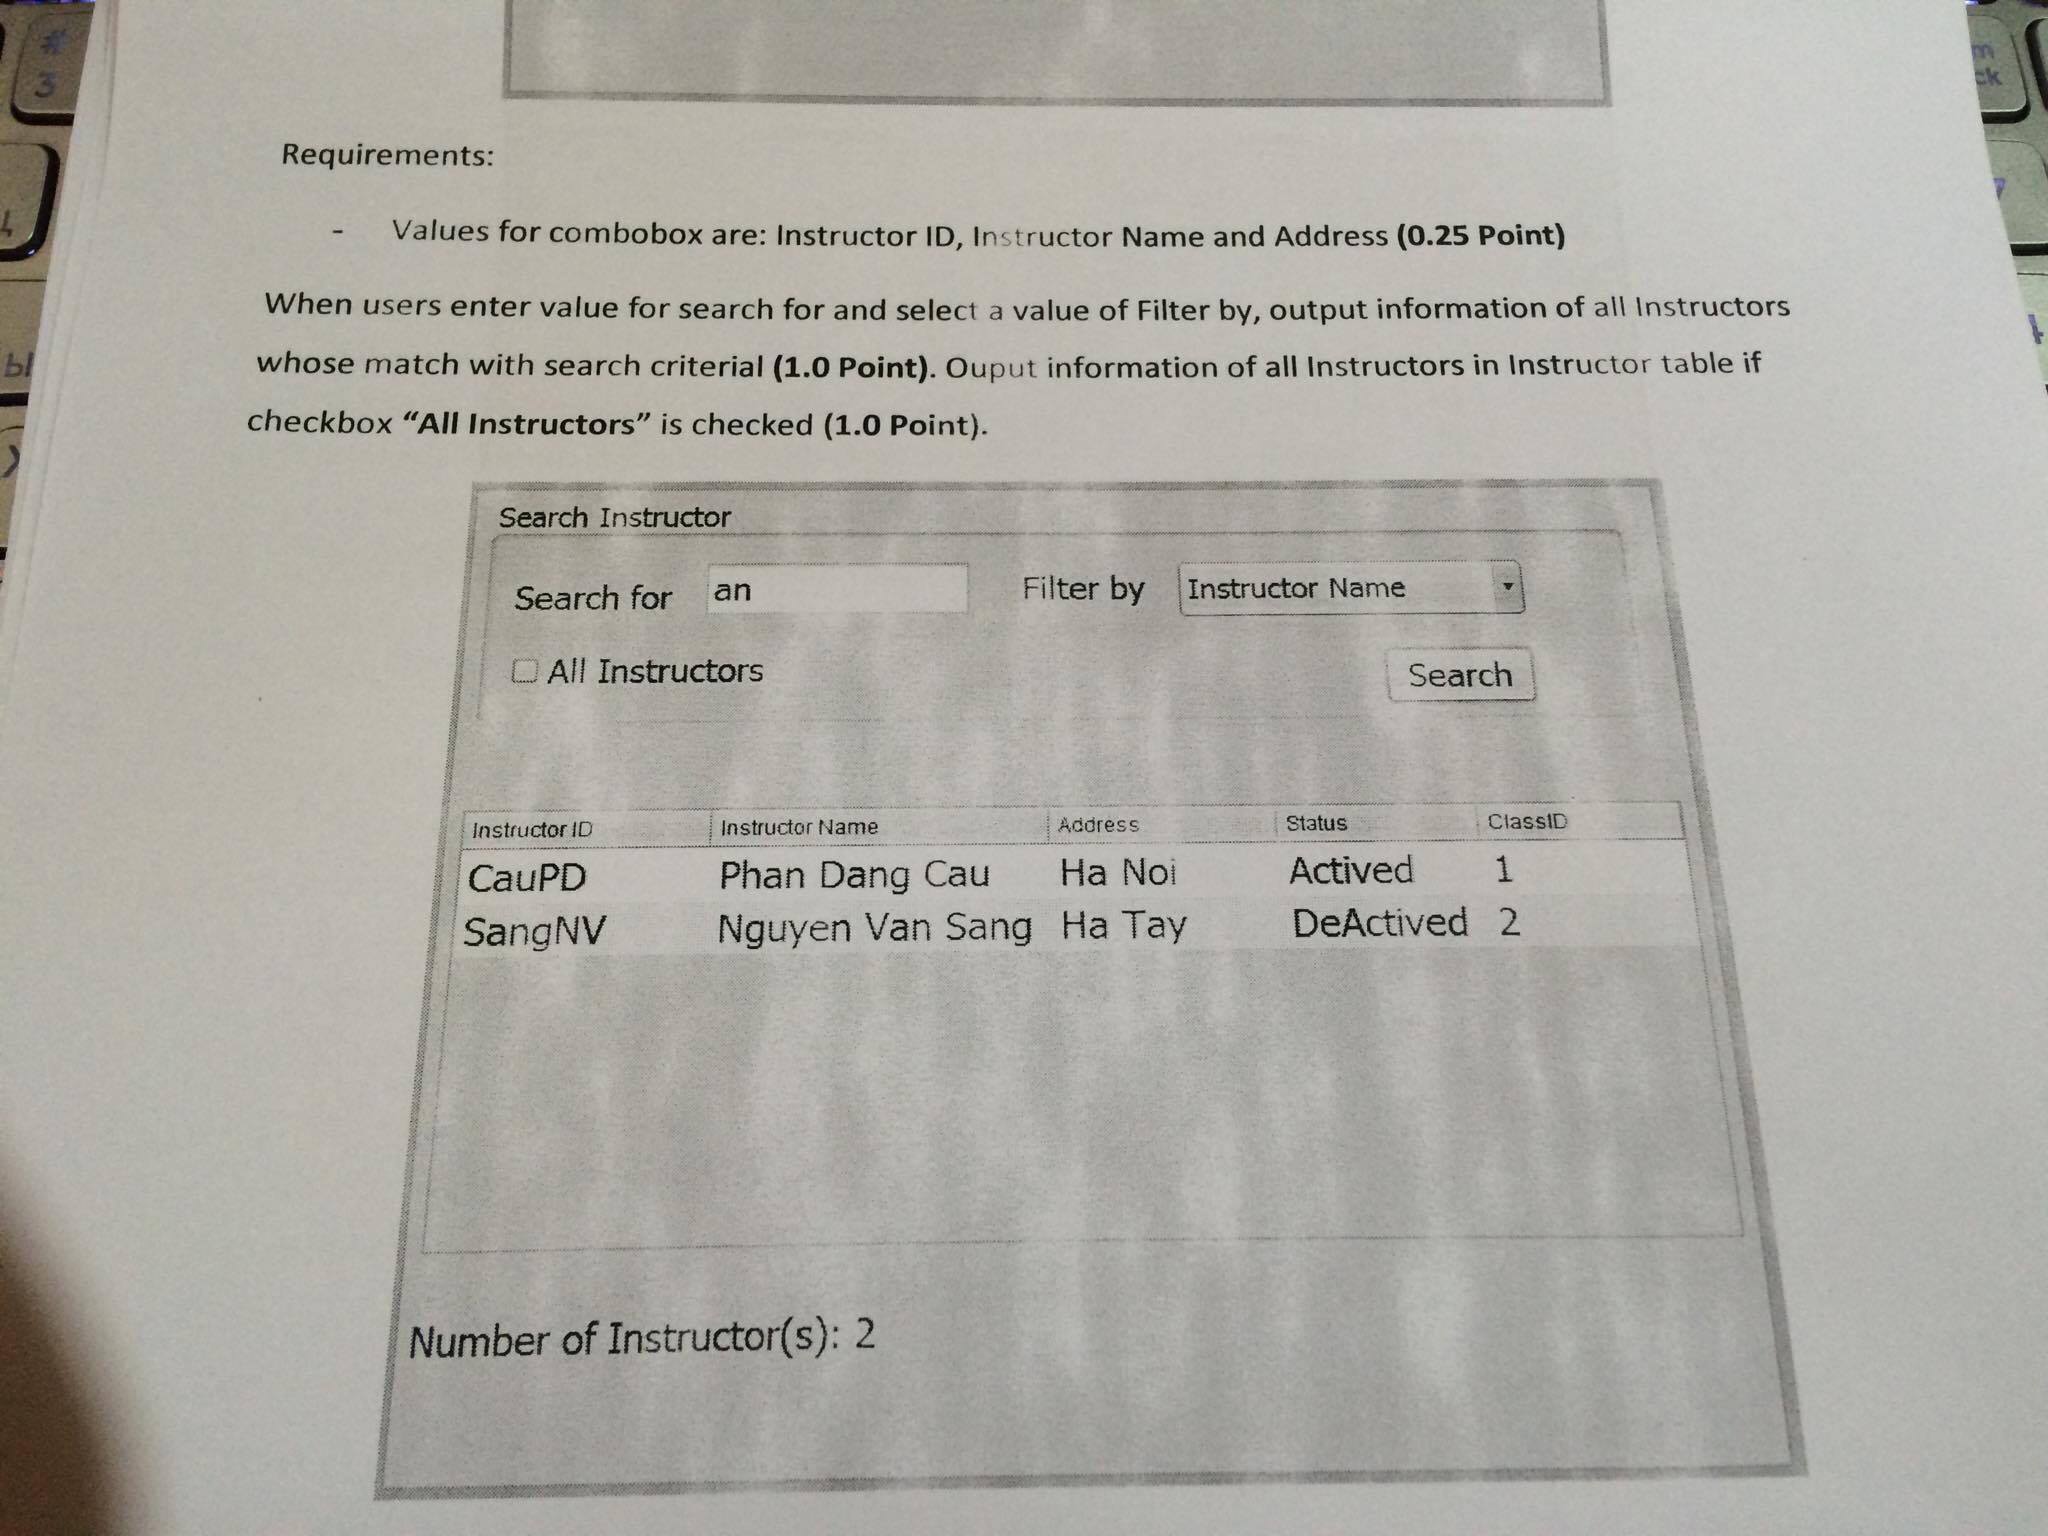 #
3
Requirements:
- Values for combobox are: Instructor ID, Instructor Name and Address (0.25 Point)
When users enter value for search for and select a value of Filter by, output information of all Instructors
whose match with search criterial (1.0 Point). Ouput information of all Instructors in Instructor table if
checkbox “All Instructors” is checked (1.0 Point).
Search Instructor
Search for an Filter by Instructor Name
All Instructors Search
Instructor ID Instructor Name Address Status ClassID
CauPD Phan Dang Cau Ha Noi Actived 1
SangNV Nguyen Van Sang Ha Tay DeActived 2
Number of Instructor(s): 2